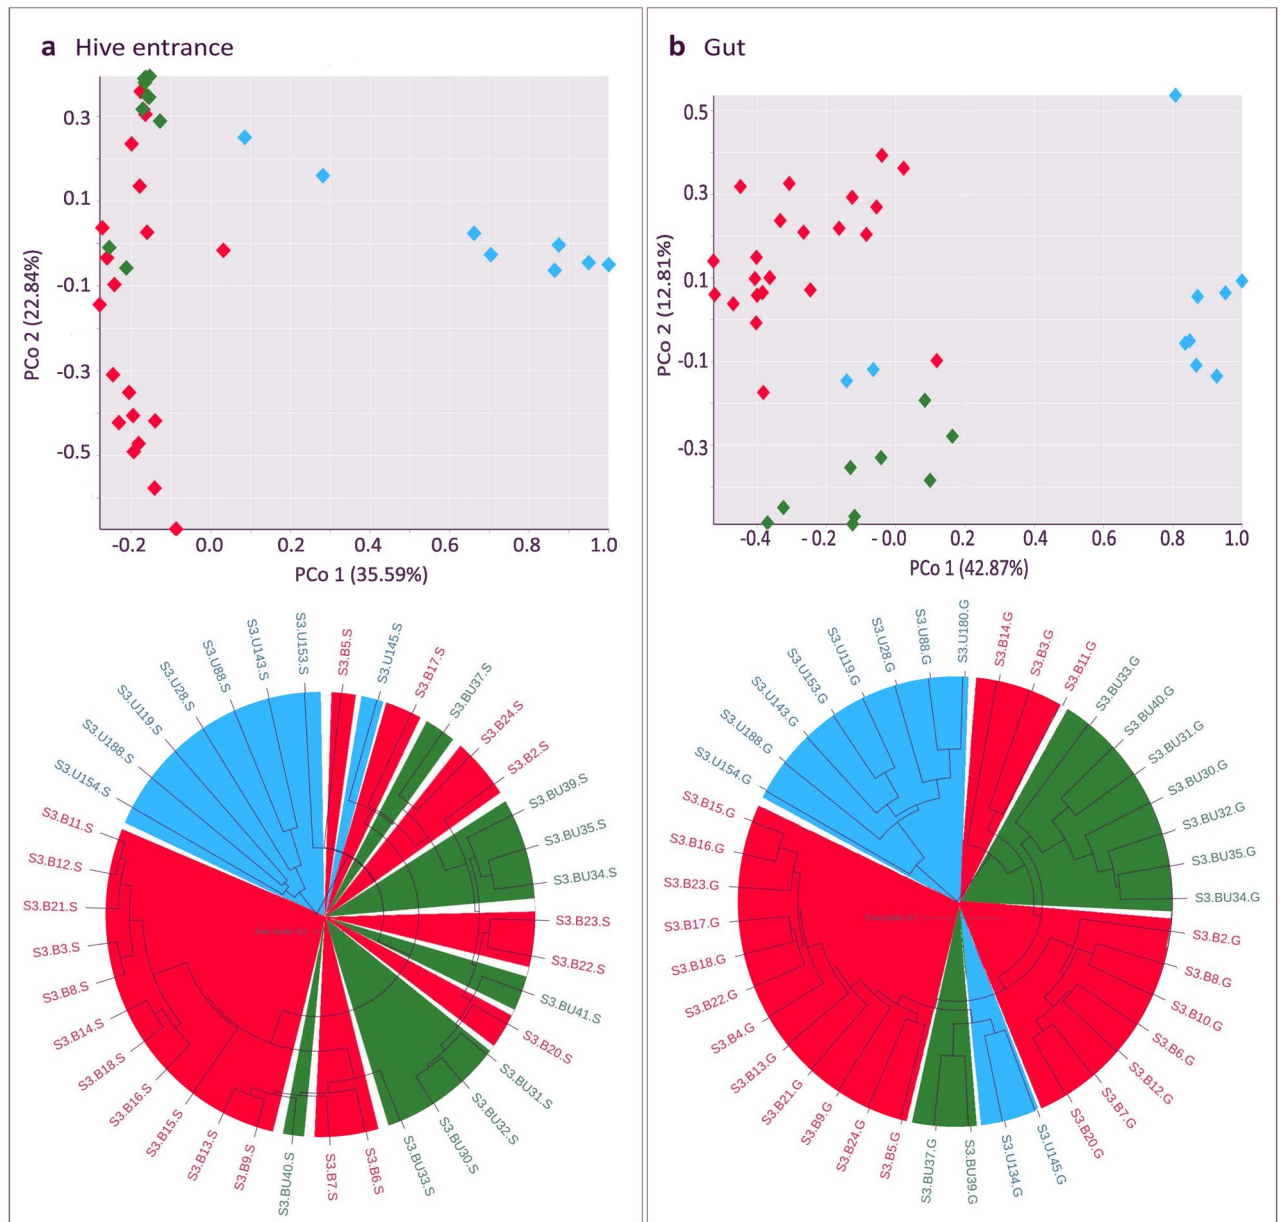 a Hive entrance
0.3
0.1
-0.1
-0.3
-0.5
PCo 2 (22.84%)
-0.2 0.0 0.2 0.4 0.6 0.8 1.0
PCo 1 (35.59%)
S3.U154.S
S3.U188.S
S3.U119.S
S3.U28.S
S3.U88.S
S3.U143.S
S3.U153.S
S3.B5.S
S3.U145.S
S3.B17.S
S3.BU37.S
S3.B24.S
S3.B2.S
S3.BU39.S
S3.BU35.S
S3.BU34.S
S3.B23.S
S3.B22.S
S3.BU41.S
S3.B20.S
S3.BU31.S
S3.BU32.S
S3.BU30.S
S3.BU33.S
S3.B6.S
S3.B7.S
S3.BU40.S
S3.B9.S
S3.B13.S
S3.B15.S
S3.B16.S
S3.B18.S
S3.B14.S
S3.B8.S
S3.B3.S
S3.B21.S
S3.B12.S
S3.B11.S
b Gut
0.5
0.3
0.1
-0.1
-0.3
PCo 2 (12.81%)
-0.4 - 0.2 - 0.0 0.2 0.4 0.6 0.8 1.0
PCo 1 (42.87%)
S3.U154.G
S3.U188.G
S3.U143.G
S3.U153.G
S3.U119.G
S3.U28.G
S3.U88.G
S3.U180.G
S3.B14.G
S3.B3.G
S3.B11.G
S3.BU33.G
S3.BU40.G
S3.BU31.G
S3.BU30.G
S3.BU32.G
S3.BU35.G
S3.BU34.G
S3.B2.G
S3.B8.G
S3.B10.G
S3.B6.G
S3.B12.G
S3.B7.G
S3.B20.G
S3.U145.G
S3.U134.G
S3.BU39.G
S3.BU37.G
S3.B5.G
S3.B24.G
S3.B9.G
S3.B21.G
S3.B13.G
S3.B4.G
S3.B22.G
S3.B18.G
S3.B17.G
S3.B23.G
S3.B16.G
S3.B15.G